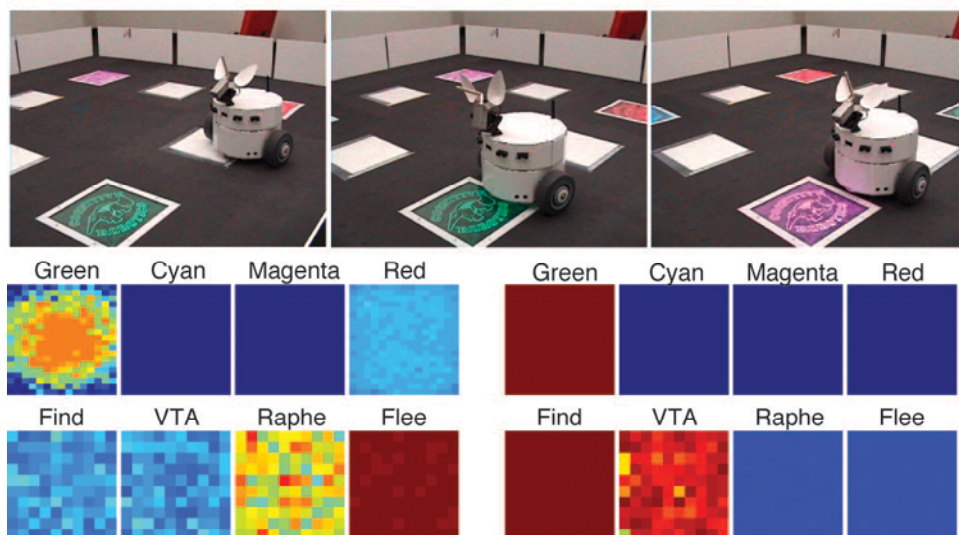 Green Cyan Magenta Red Green Cyan Magenta Red
Find VTA Raphe Flee Find VTA Raphe Flee